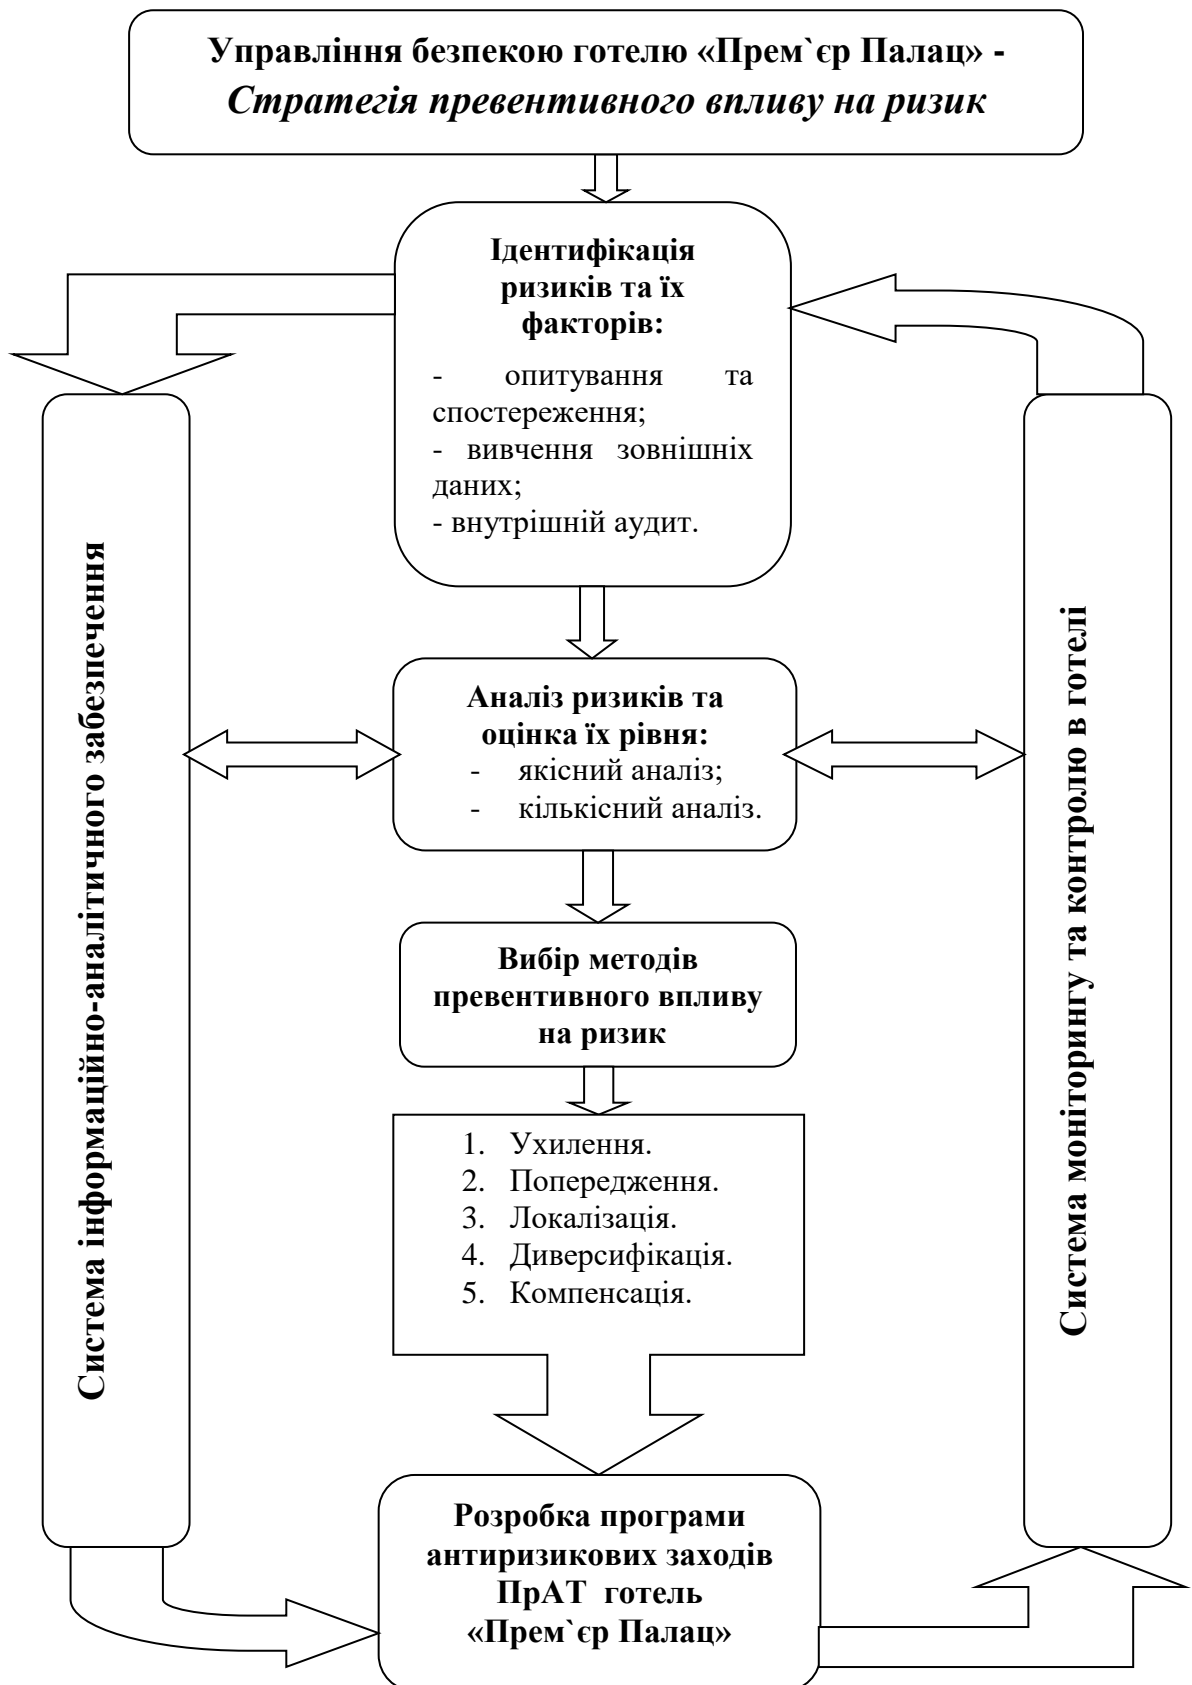 Управління безпекою готелю «Прем`єр Палац» -
Стратегія превентивного впливу на ризик
Ідентифікація
ризиків та їх
факторів:
- опитування та
спостереження;
- вивчення зовнішніх
даних;
- внутрішній аудит.
Система інформаційно-аналітичного забезпечення
Аналіз ризиків та
оцінка їх рівня:
- якісний аналіз;
- кількісний аналіз.
Система моніторингу та контролю в готелі
Вибір методів
превентивного впливу
на ризик
1. Ухилення.
2. Попередження.
3. Локалізація.
4. Диверсифікація.
5. Компенсація.
Розробка програми
антиризикових заходів
ПрАТ готель
«Прем`єр Палац»